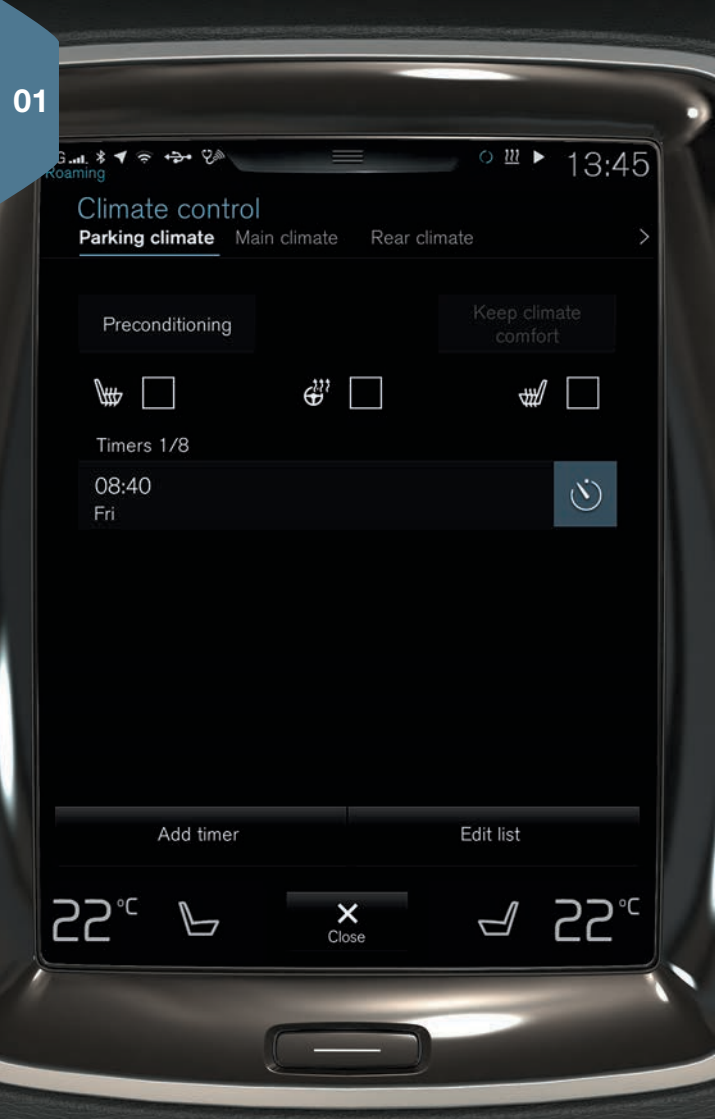 01
G 13:45
Roaming
Climate control
Parking climate Main climate Rear climate
Preconditioning
Keep climate
comfort
Timers 1/8
08:40
Fri
Add timer Edit list
22°C 22°C
Close